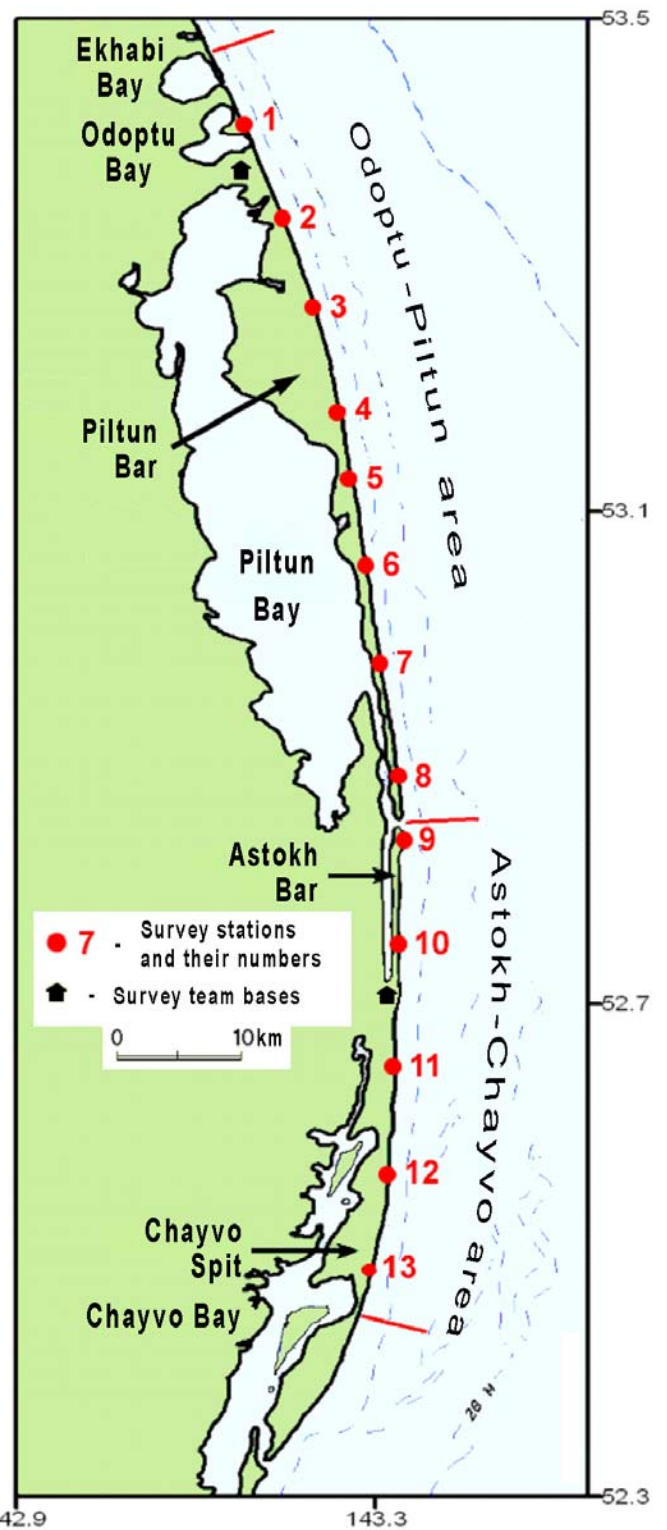 53.5
Ekhabi
Bay
1
Odoptu
Bay
2
3
Odoptu-Piltun area
4
Piltun
Bar
5
53.1
6
Piltun
Bay
7
8
9
Astokh
Bar
Astokh-Chayvo area
7 - Survey stations
and their numbers
10
- Survey team bases
52.7
0 10km
11
12
Chayvo
Spit
13
Chayvo Bay
20 M
52.3
42.9
143.3